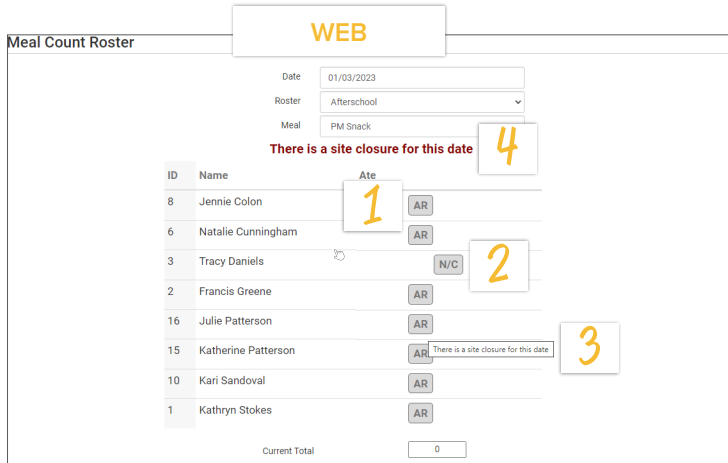 WEB
Meal Count Roster
Date 01/03/2023
Roster Afterschool
Meal PM Snack
There is a site closure for this date 4
ID Name Ate
8 Jennie Colon 1 AR
6 Natalie Cunningham AR
3 Tracy Daniels N/C 2
2 Francis Greene AR
16 Julie Patterson AR
15 Katherine Patterson AR There is a site closure for this date 3
10 Kari Sandoval AR
1 Kathryn Stokes AR
Current Total 0